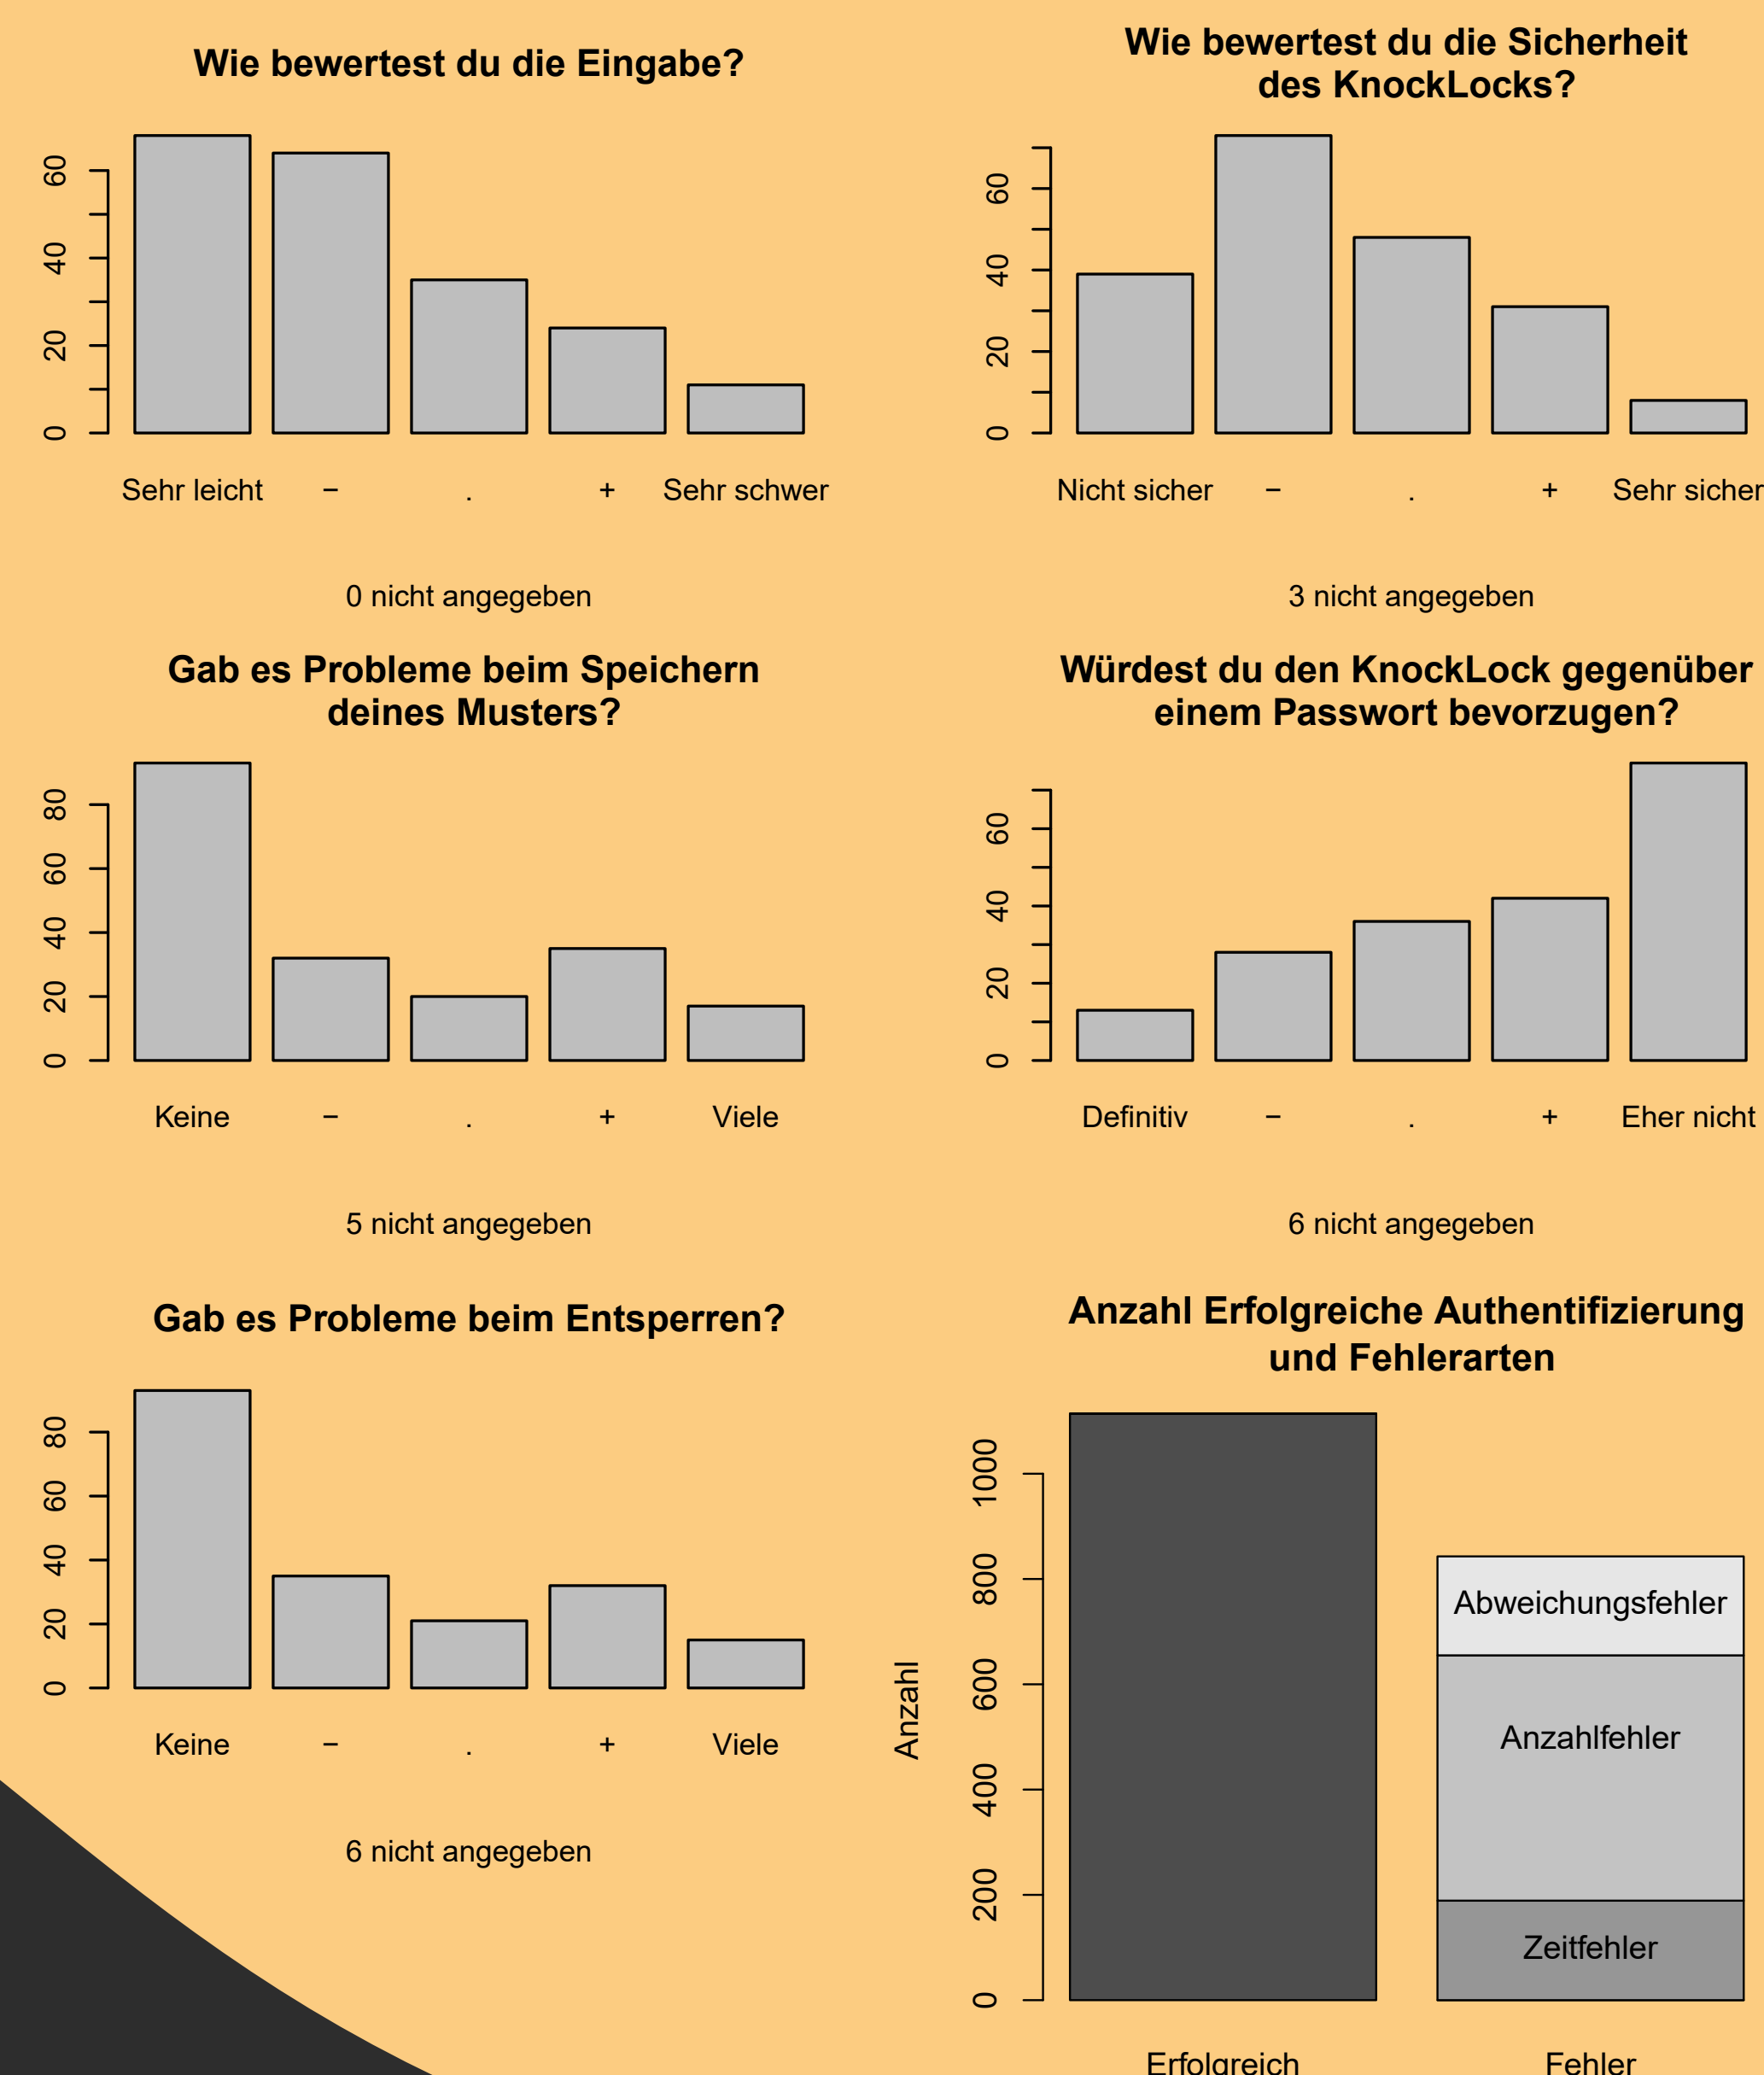 Wie bewertest du die Eingabe?
60
40
20
0
Sehr leicht − . + Sehr schwer
0 nicht angegeben
Wie bewertest du die Sicherheit
des KnockLocks?
60
40
20
0
Nicht sicher − . + Sehr sicher
3 nicht angegeben
Gab es Probleme beim Speichern
deines Musters?
80
60
40
20
0
Keine − . + Viele
5 nicht angegeben
Würdest du den KnockLock gegenüber
einem Passwort bevorzugen?
60
40
20
0
Definitiv − . + Eher nicht
6 nicht angegeben
Gab es Probleme beim Entsperren?
80
60
40
20
0
Keine − . + Viele
6 nicht angegeben
Anzahl Erfolgreiche Authentifizierung
und Fehlerarten
Anzahl
1000
800
600
400
200
0
Abweichungsfehler
Anzahlfehler
Zeitfehler
Erfolgreich Fehler